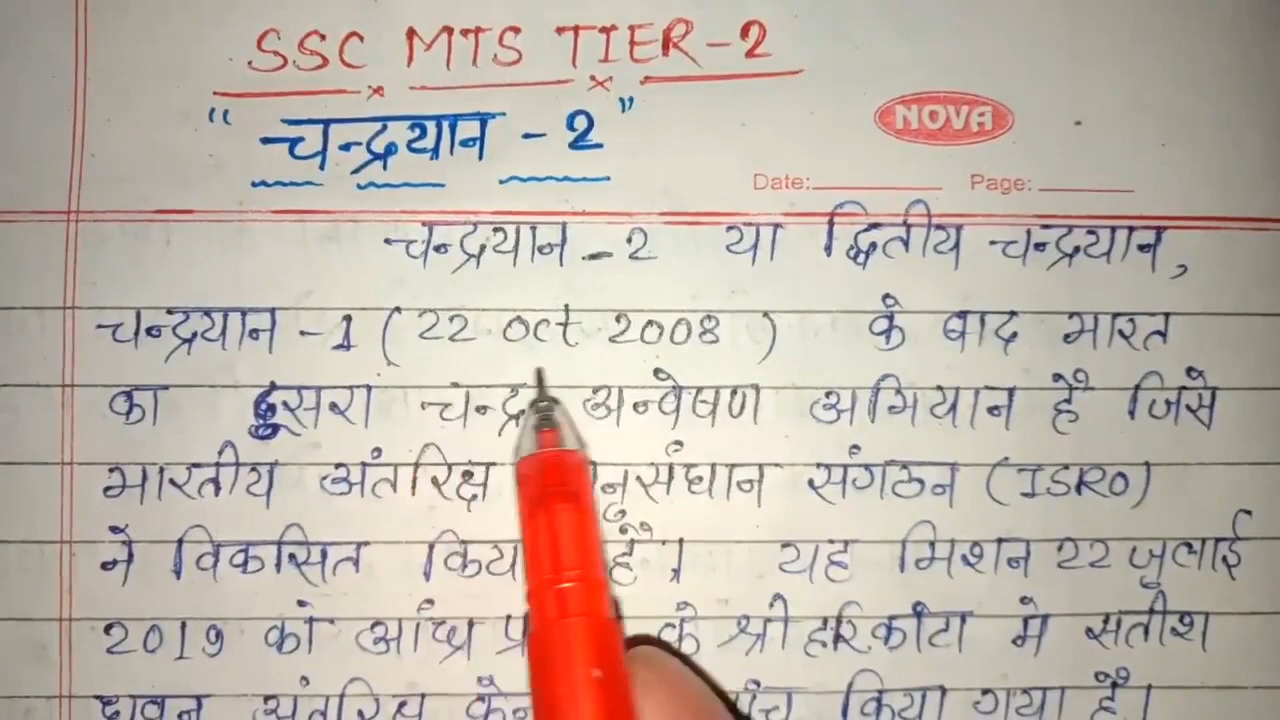 SSC MTS TIER-2
"चन्द्रयान - 2"
NOVA
Date: Page:
चन्द्रयान - 2 या द्वितीय चन्द्रयान,
चन्द्रयान -1 (22 Oct 2008) के बाद भारत
का दूसरा चन्द्र अन्वेषण अभियान है जिसे
भारतीय अंतरिक्ष संगठन (ISRO)
ने विकसित है। यह मिशन 22 जुलाई
2019 को आंध्र के श्रीहरिकोटा मे सतीश
धवन अंतरिक्ष किया गया है।